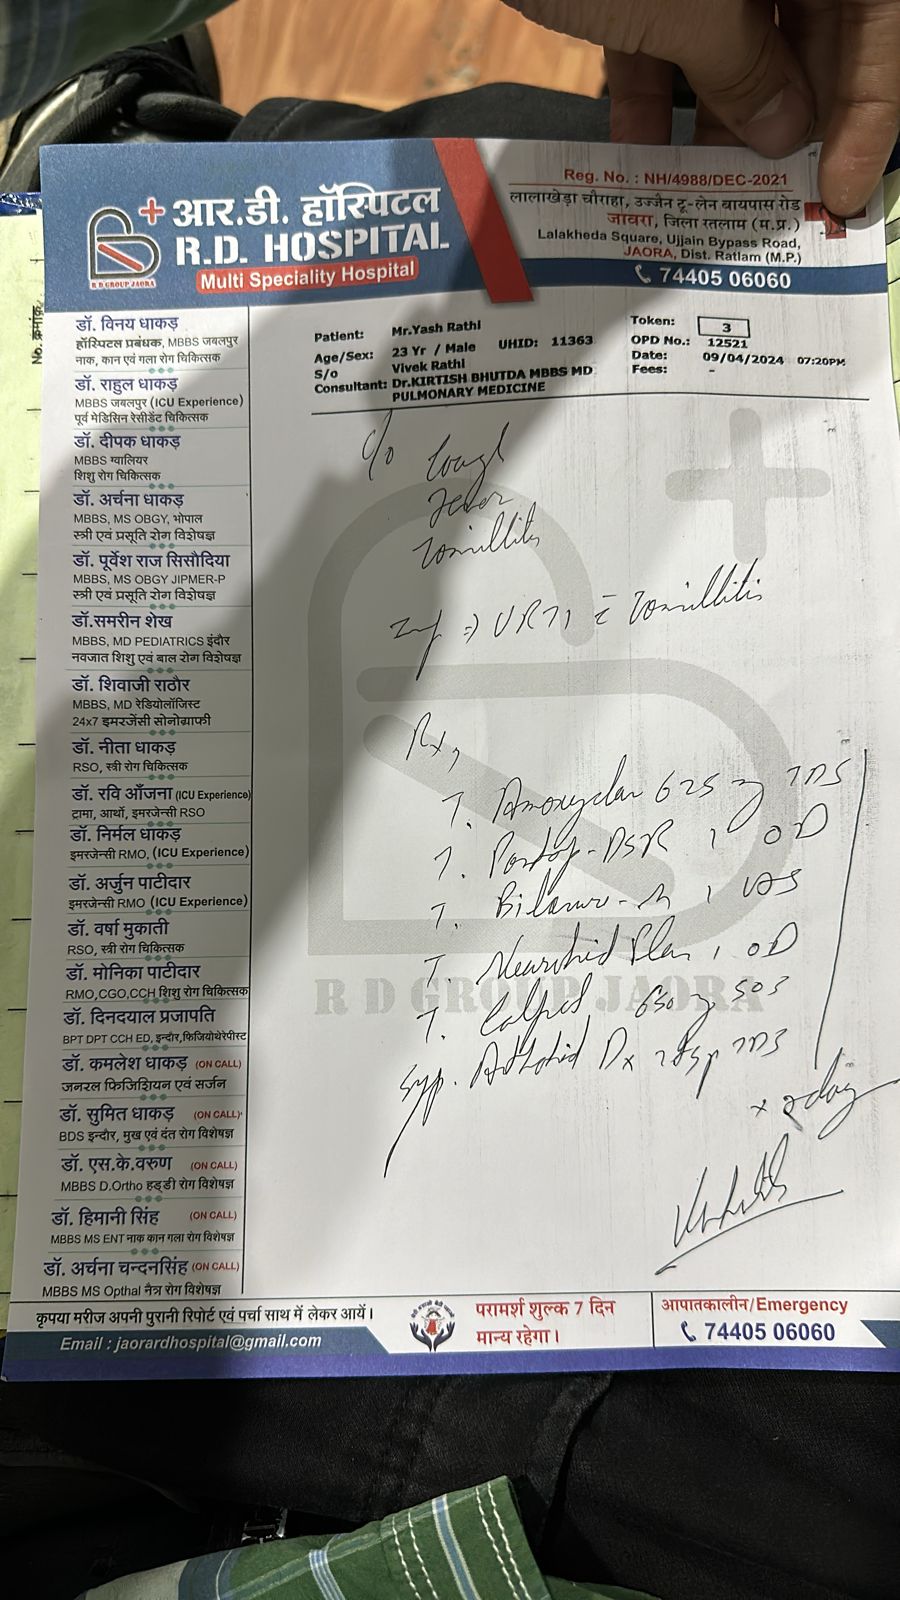 No. क्रमांक
आर.डी. हॉस्पिटल
R.D. HOSPITAL
Multi Speciality Hospital
R D GROUP JAORA
Reg. No. : NH/4988/DEC-2021
लालाखेड़ा चौराहा, उज्जैन टू-लेन बायपास रोड
जावरा, जिला रतलाम (म.प्र.)
Lalakheda Square, Ujjain Bypass Road,
JAORA, Dist. Ratlam (M.P.)
74405 06060
डॉ. विनय धाकड़
हॉस्पिटल प्रबंधक, MBBS जबलपुर
नाक, कान एवं गला रोग चिकित्सक
डॉ. राहुल धाकड़
MBBS जबलपुर (ICU Experience)
पूर्व मेडिसिन रेसीडेंट चिकित्सक
डॉ. दीपक धाकड़
MBBS ग्वालियर
शिशु रोग चिकित्सक
डॉ. अर्चना धाकड़
MBBS, MS OBGY, भोपाल
स्त्री एवं प्रसूति रोग विशेषज्ञ
डॉ. पूर्वेश राज सिसौदिया
MBBS, MS OBGY JIPMER-P
स्त्री एवं प्रसूति रोग विशेषज्ञ
डॉ.समरीन शेख
MBBS, MD PEDIATRICS इंदौर
नवजात शिशु एवं बाल रोग विशेषज्ञ
डॉ. शिवाजी राठौर
MBBS, MD रेडियोलॉजिस्ट
24x7 इमरजेंसी सोनोग्राफी
डॉ. नीता धाकड़
RSO, स्त्री रोग चिकित्सक
डॉ. रवि आँजना (ICU Experience)
ट्रामा, आर्थो, इमरजेन्सी RSO
डॉ. निर्मल धाकड़
इमरजेन्सी RMO, (ICU Experience)
डॉ. अर्जुन पाटीदार
इमरजेन्सी RMO (ICU Experience)
डॉ. वर्षा मुकाती
RSO, स्त्री रोग चिकित्सक
डॉ. मोनिका पाटीदार
RMO,CGO,CCH शिशु रोग चिकित्सक
डॉ. दिनदयाल प्रजापति
BPT DPT CCH ED, इन्दौर,फिजियोथेरेपीस्ट
डॉ. कमलेश धाकड़ (ON CALL)
जनरल फिजिशियन एवं सर्जन
डॉ. सुमित धाकड़ (ON CALL)
BDS इन्दौर, मुख एवं दंत रोग विशेषज्ञ
डॉ. एस.के.वरुण (ON CALL)
MBBS D.Ortho हड्डी रोग विशेषज्ञ
डॉ. हिमानी सिंह (ON CALL)
MBBS MS ENT नाक कान गला रोग विशेषज्ञ
डॉ. अर्चना चन्दनसिंह (ON CALL)
MBBS MS Opthal नैत्र रोग विशेषज्ञ
Patient: Mr.Yash Rathi
Age/Sex: 23 Yr / Male UHID: 11363
S/o Vivek Rathi
Consultant: Dr.KIRTISH BHUTDA MBBS MD
PULMONARY MEDICINE
Token: 3
OPD No.: 12521
Date: 09/04/2024 07:20PM
Fees: -
c/o Cough
Fever
Tonsillitis
Imp => URTI c Tonsillitis
Rx,
T. Amoxyclav 625 mg TDS
T. Pantop-DSR 1 OD
T. 1
T. 1 OD
T. Calpol 650 mg SOS
Syp. Dx 2tsp TDS
R D GROUP JAORA
कृपया मरीज अपनी पुरानी रिपोर्ट एवं पर्चा साथ में लेकर आयें।
Email : jaorardhospital@gmail.com
परामर्श शुल्क 7 दिन
मान्य रहेगा।
आपातकालीन/Emergency
74405 06060